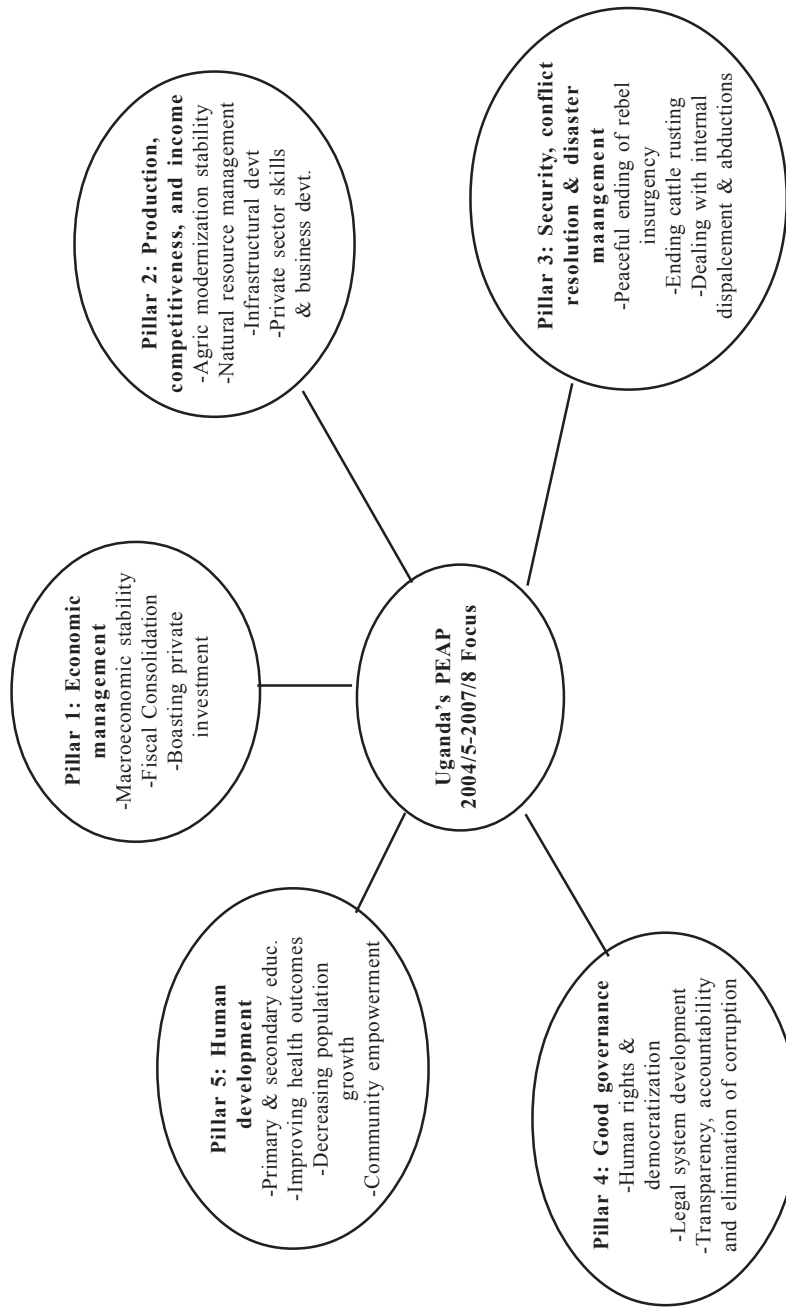 Pillar 1: Economic
management
-Macroeconomic stability
-Fiscal Consolidation
-Boasting private
investment
Pillar 2: Production,
competitiveness, and income
-Agric modernization stability
-Natural resource management
-Infrastructural devt
-Private sector skills
& business devt.
Pillar 3: Security, conflict
resolution & disaster
maangement
-Peaceful ending of rebel
insurgency
-Ending cattle rusting
-Dealing with internal
dispalcement & abductions
Pillar 4: Good governance
-Human rights &
democratization
-Legal system development
-Transparency, accountability
and elimination of corruption
Pillar 5: Human
development
-Primary & secondary educ.
-Improving health outcomes
-Decreasing population
growth
-Community empowerment
Uganda’s PEAP
2004/5-2007/8 Focus